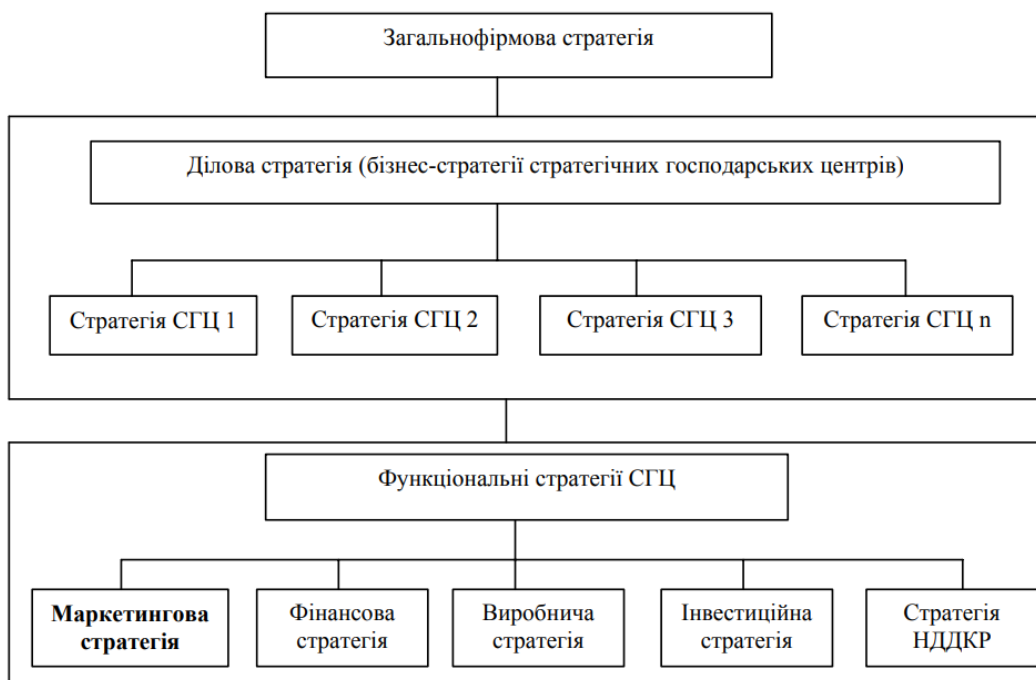 Загальнофірмова стратегія
Ділова стратегія (бізнес-стратегії стратегічних господарських центрів)
Стратегія СГЦ 1
Стратегія СГЦ 2
Стратегія СГЦ 3
Стратегія СГЦ n
Функціональні стратегії СГЦ
Маркетингова
стратегія
Фінансова
стратегія
Виробнича
стратегія
Інвестиційна
стратегія
Стратегія
НДДКР